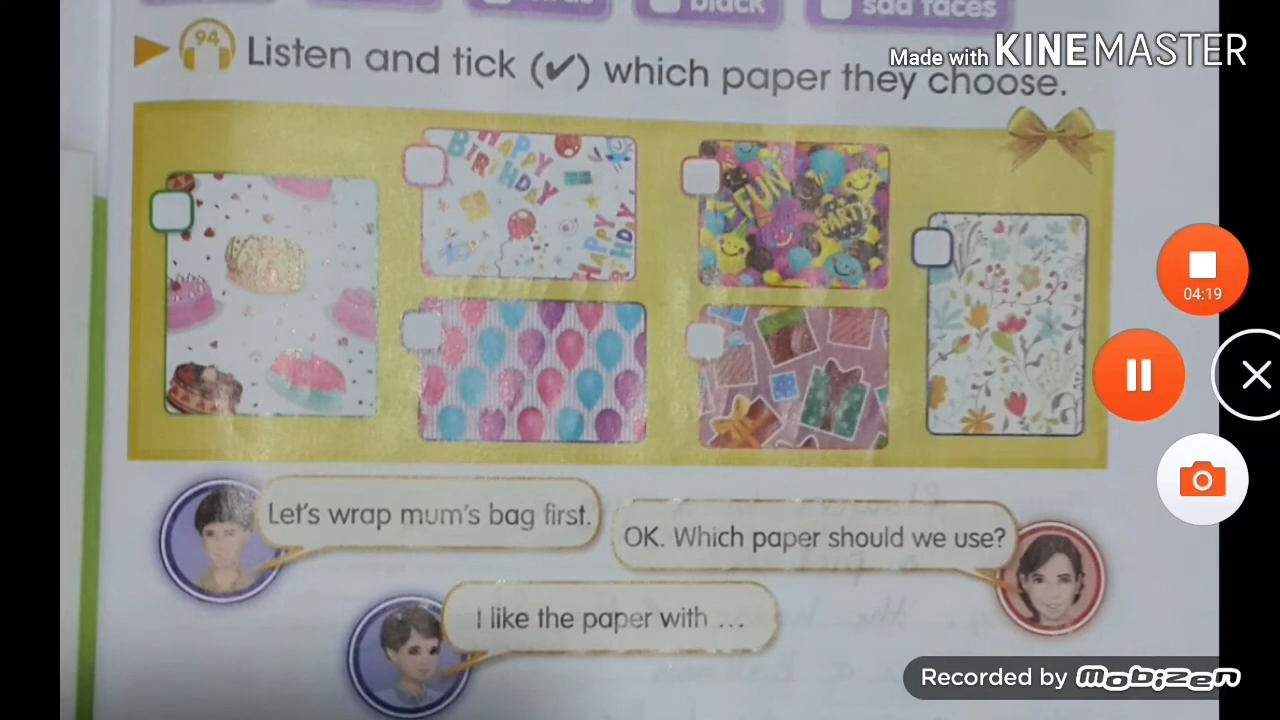 black
sad faces
94 Listen and tick (✔) which paper they choose.
Made with KINEMASTER
HAPPY
BIRTHDAY
HAPPY
FUN
PARTY
04:19
Let's wrap mum's bag first.
OK. Which paper should we use?
I like the paper with ...
Recorded by MOBIZEN